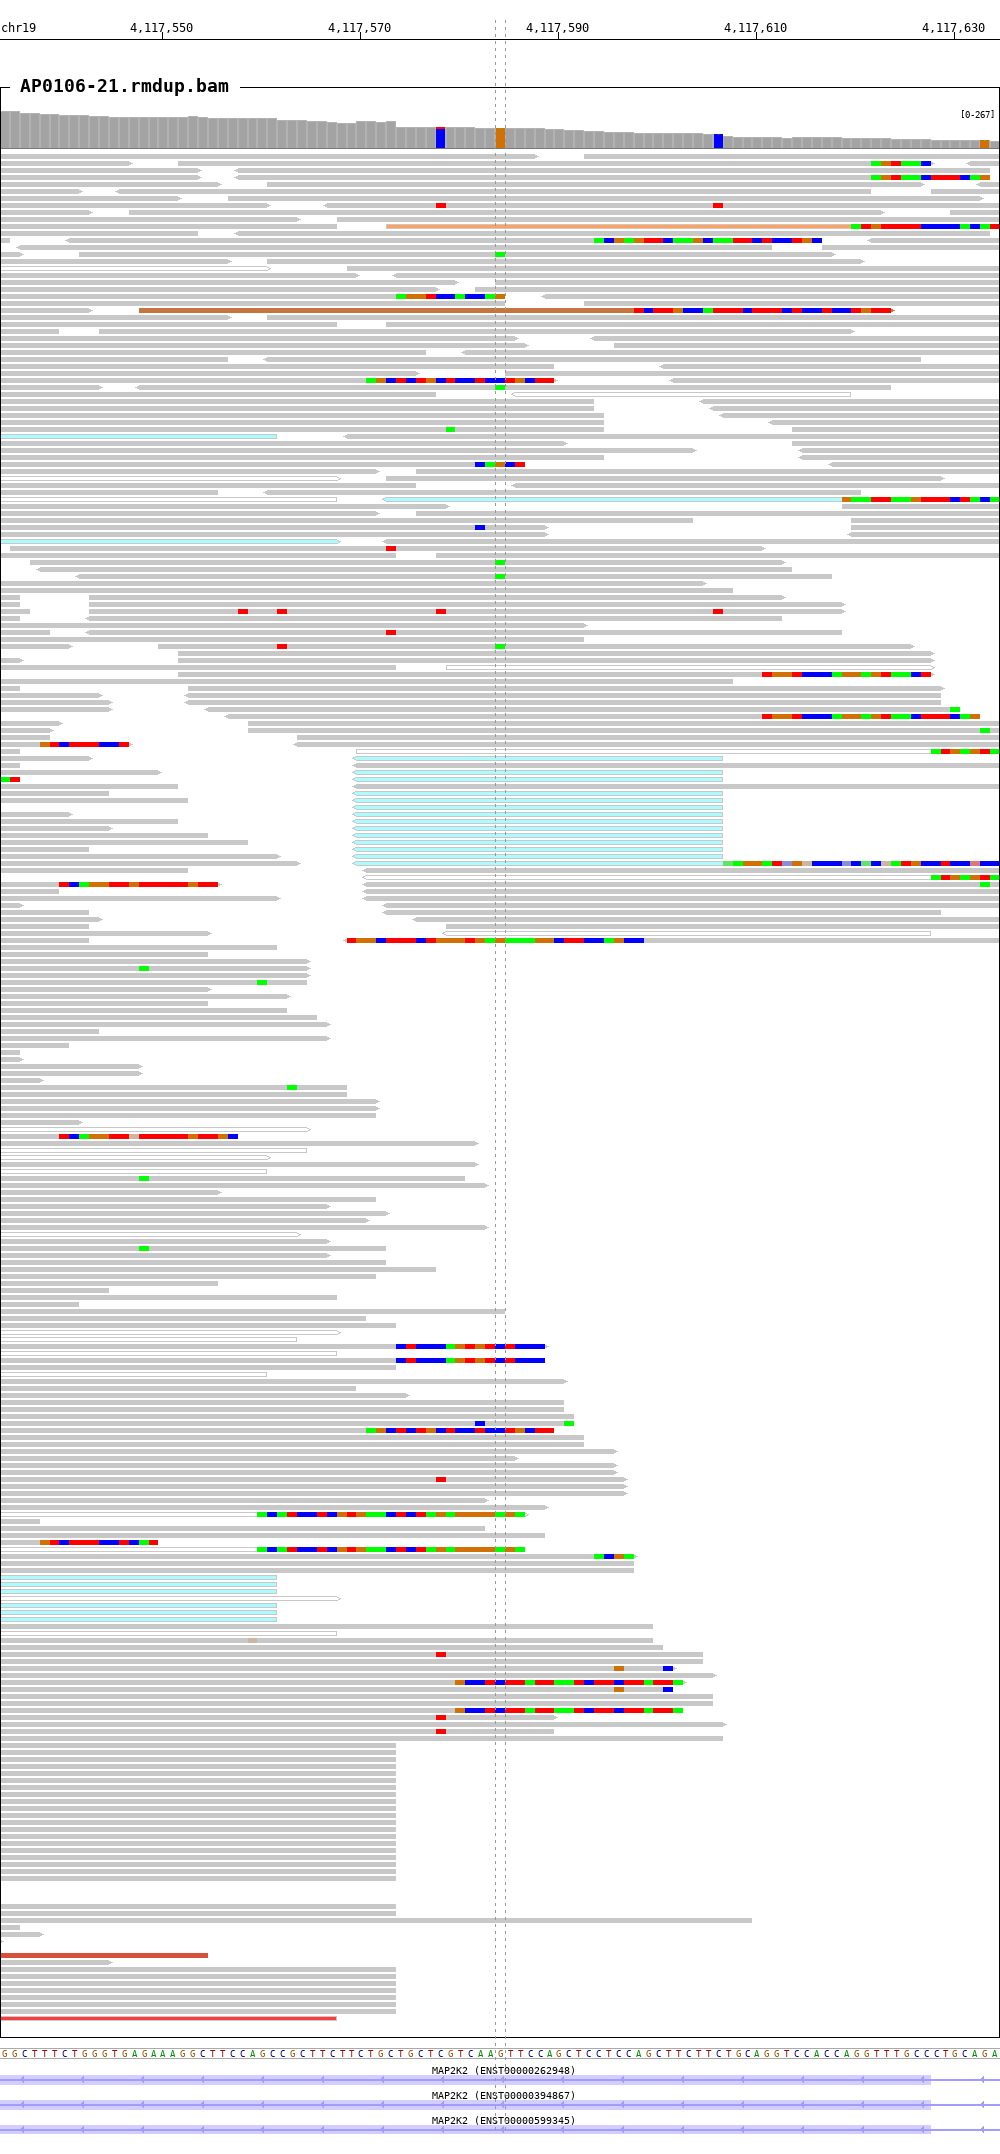 chr19 4,117,550 4,117,570 4,117,590 4,117,610 4,117,630
AP0106-21.rmdup.bam
[0-267]
GGCTTTCTGGGTGAGAAAGGCTTCCAGCCGCTTCTTCTGCTGCTCGTCAAGTTCCAGCTCCTCCAGCTTCTTCTGCAGGTCCACCAGGTTTGCCCTGCAGA
MAP2K2 (ENST00000262948)
MAP2K2 (ENST00000394867)
MAP2K2 (ENST00000599345)